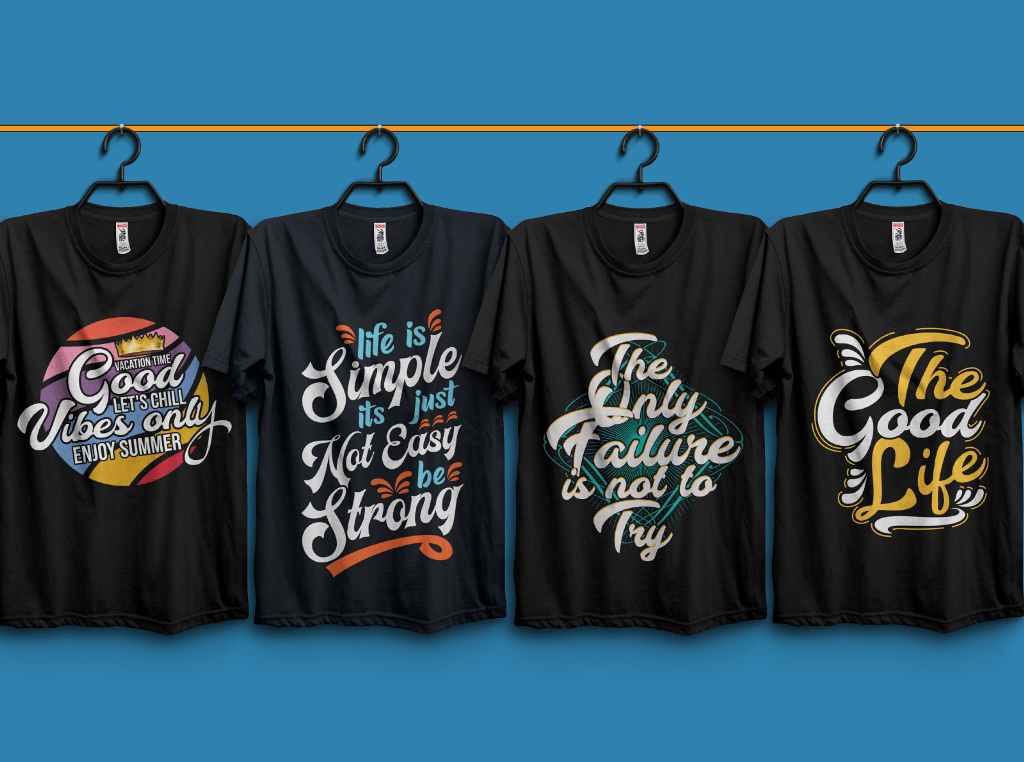 VACATION TIME
Good
LET'S CHILL
Vibes only
ENJOY SUMMER
life is
Simple
its just
Not Easy
be
Strong
The
Only
Failure
is not to
Try
The
Good
Life